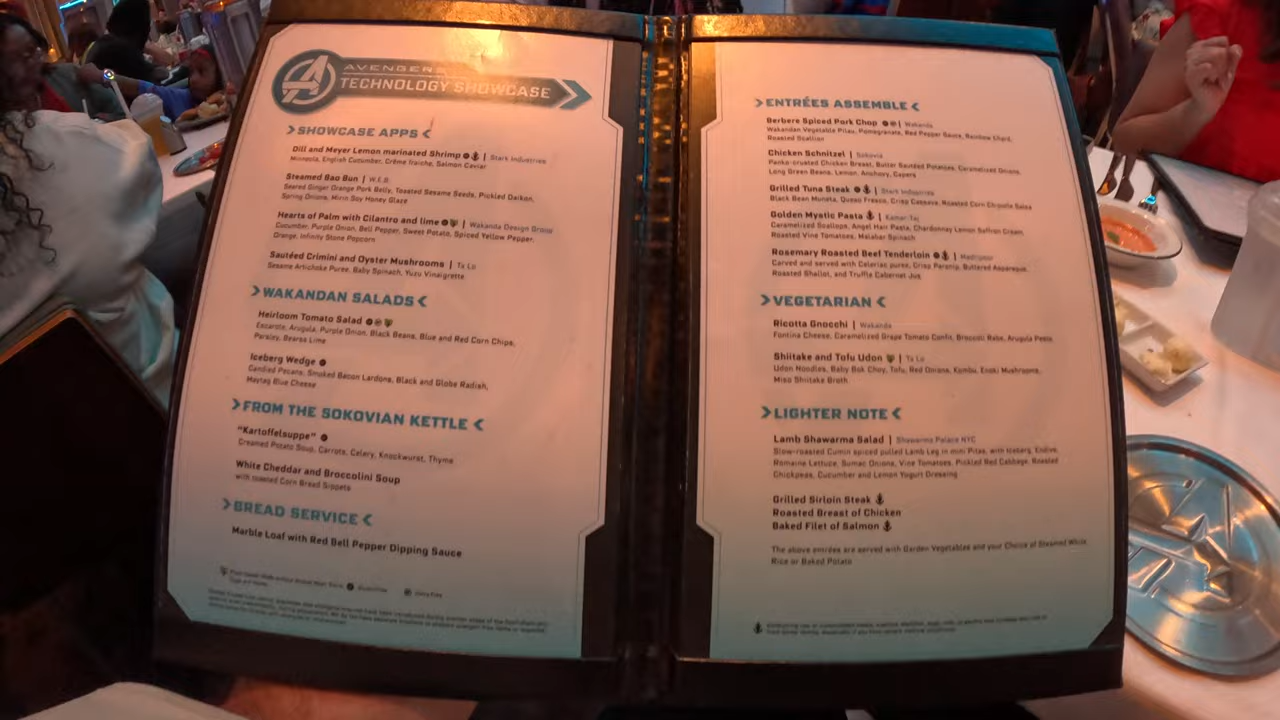 AVENGERS
TECHNOLOGY SHOWCASE
SHOWCASE APPS
Dill and Meyer Lemon marinated Shrimp | Stark Industries
Minneola, English Cucumber, Crème fraiche, Salmon Caviar
Steamed Bao Bun | W.E.B.
Seared Ginger Orange Pork Belly, Toasted Sesame Seeds, Pickled Daikon,
Spring Onions, Mirin Soy Honey Glaze
Hearts of Palm with Cilantro and lime | Wakanda Design Group
Cucumber, Purple Onion, Bell Pepper, Sweet Potato, Spiced Yellow Pepper,
Orange, Infinity Stone Popcorn
Sautéed Crimini and Oyster Mushrooms | Ta Lo
Sesame Artichoke Puree, Baby Spinach, Yuzu Vinaigrette
WAKANDAN SALADS
Heirloom Tomato Salad
Escarole, Arugula, Purple Onion, Black Beans, Blue and Red Corn Chips,
Parsley, Bearss Lime
Iceberg Wedge
Candied Pecans, Smoked Bacon Lardons, Black and Globe Radish,
Maytag Blue Cheese
FROM THE SOKOVIAN KETTLE
"Kartoffelsuppe"
Creamed Potato Soup, Carrots, Celery, Knockwurst, Thyme
White Cheddar and Broccolini Soup
with toasted Corn Bread Sippets
BREAD SERVICE
Marble Loaf with Red Bell Pepper Dipping Sauce
ENTRÉES ASSEMBLE
Berbere Spiced Pork Chop | Wakanda
Wakandan Vegetable Pilau, Pomegranate, Red Pepper Sauce, Rainbow Chard,
Roasted Scallion
Chicken Schnitzel | Sokovia
Panko-crusted Chicken Breast, Butter Sautéed Potatoes, Caramelized Onions,
Long Green Beans, Lemon, Anchovy, Capers
Grilled Tuna Steak | Stark Industries
Black Bean Muneta, Queso Fresco, Crisp Cassava, Roasted Corn Chipotle Salsa
Golden Mystic Pasta | Kamar-Taj
Caramelized Scallops, Angel Hair Pasta, Chardonnay Lemon Saffron Cream,
Roasted Vine Tomatoes, Malabar Spinach
Rosemary Roasted Beef Tenderloin | Madripoor
Carved and served with Celeriac puree, Crisp Parsnip, Buttered Asparagus,
Roasted Shallot, and Truffle Cabernet Jus
VEGETARIAN
Ricotta Gnocchi | Wakanda
Fontina Cheese, Caramelized Grape Tomato Confit, Broccoli Rabe, Arugula Pesto
Shiitake and Tofu Udon | Ta Lo
Udon Noodles, Baby Bok Choy, Tofu, Red Onions, Kombu, Enoki Mushrooms,
Miso Shiitake Broth
LIGHTER NOTE
Lamb Shawarma Salad | Shawarma Palace NYC
Slow-roasted Cumin spiced pulled Lamb Leg in mini Pitas, with Iceberg, Endive,
Romaine Lettuce, Sumac Onions, Vine Tomatoes, Pickled Red Cabbage, Roasted
Chickpeas, Cucumber and Lemon Yogurt Dressing
Grilled Sirloin Steak
Roasted Breast of Chicken
Baked Filet of Salmon
The above entrées are served with Garden Vegetables and your Choice of Steamed White
Rice or Baked Potato